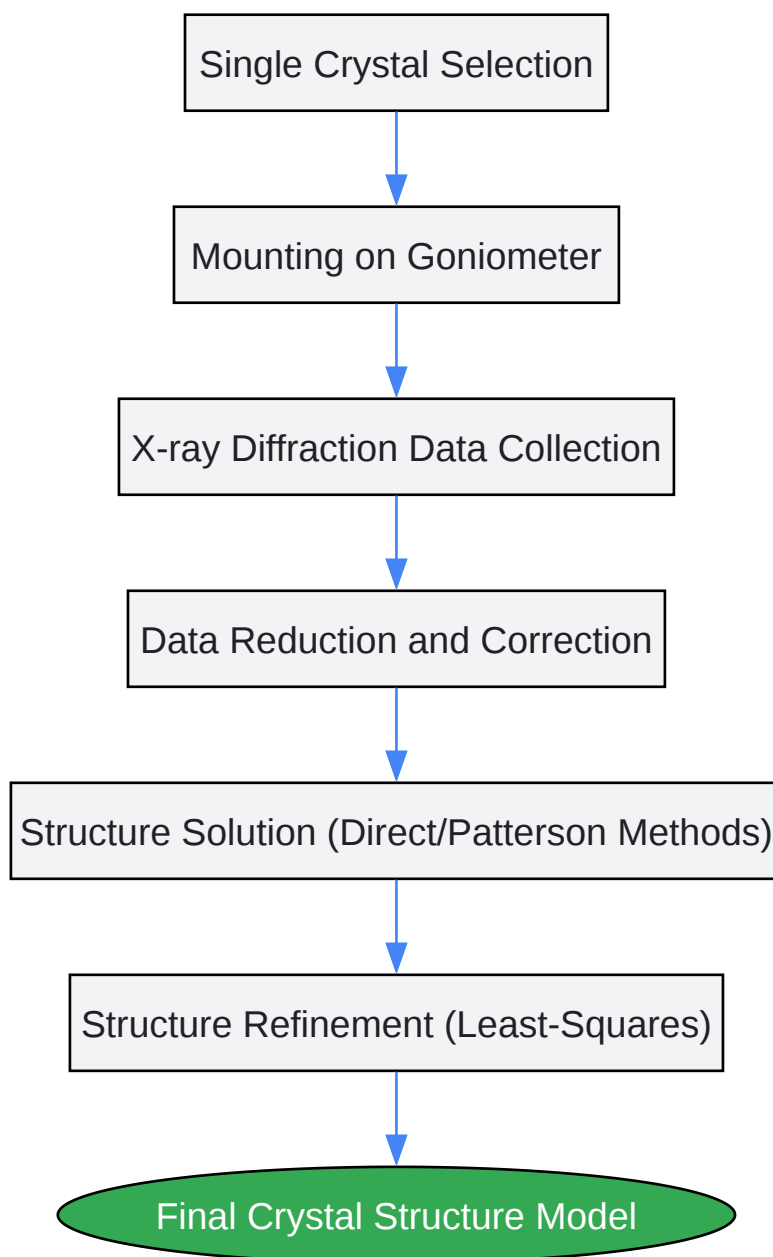 Single Crystal Selection
Mounting on Goniometer
X-ray Diffraction Data Collection
Data Reduction and Correction
Structure Solution (Direct/Patterson Methods)
Structure Refinement (Least-Squares)
Final Crystal Structure Model